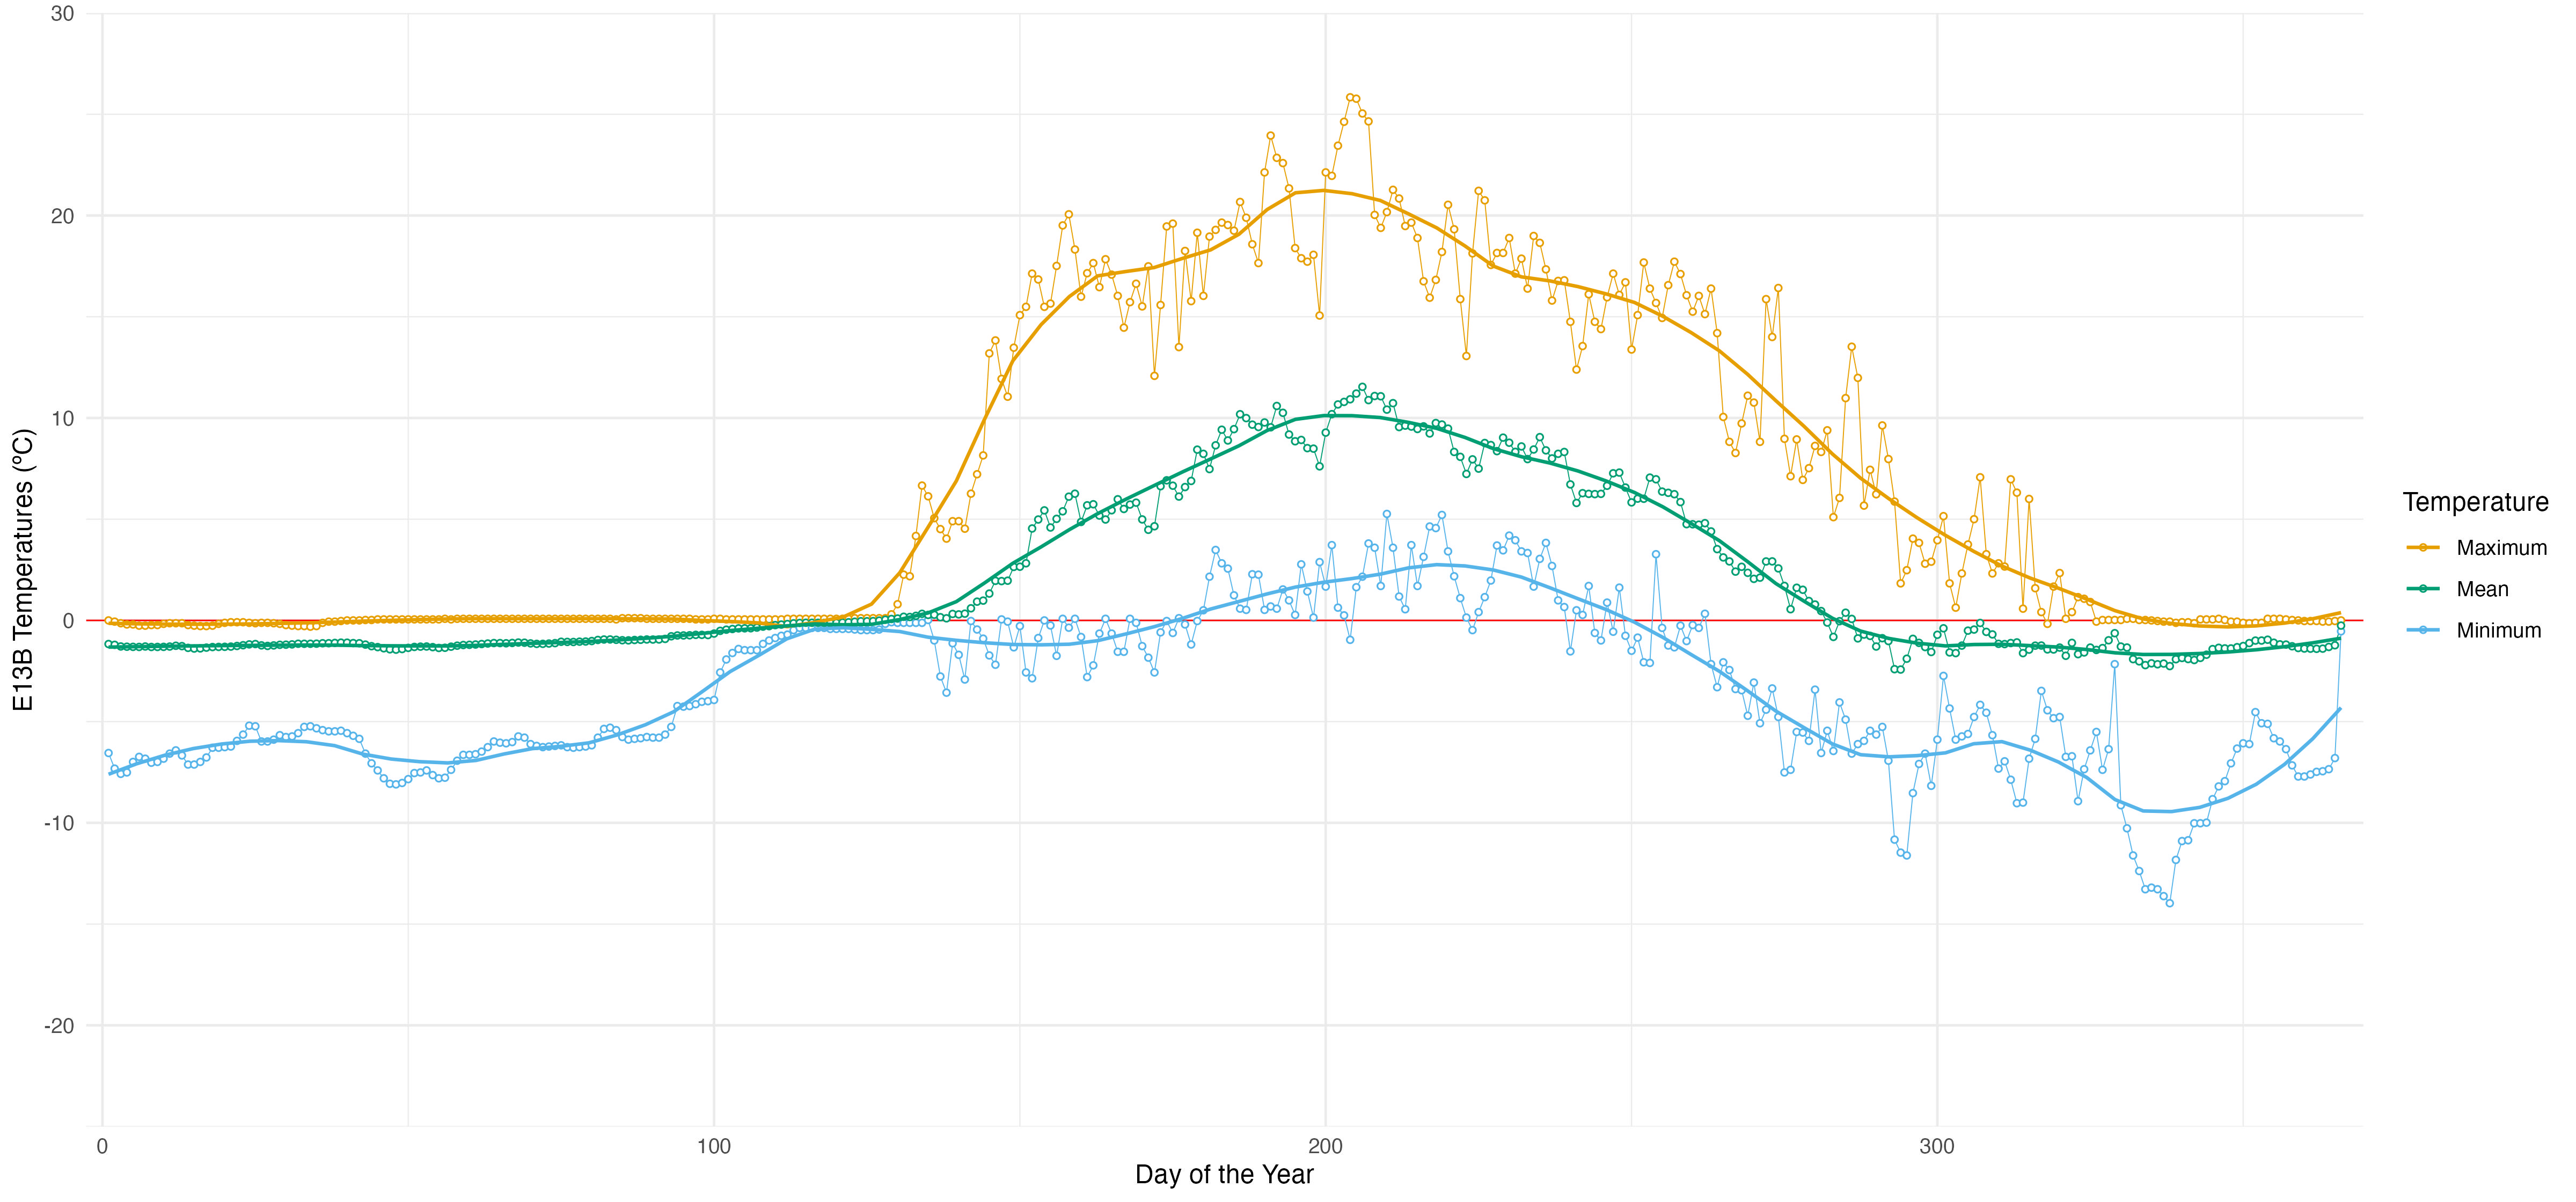 30
20
10
0
-10
-20
E13B Temperatures (ºC)
0
100
200
300
Day of the Year
Temperature
Maximum
Mean
Minimum